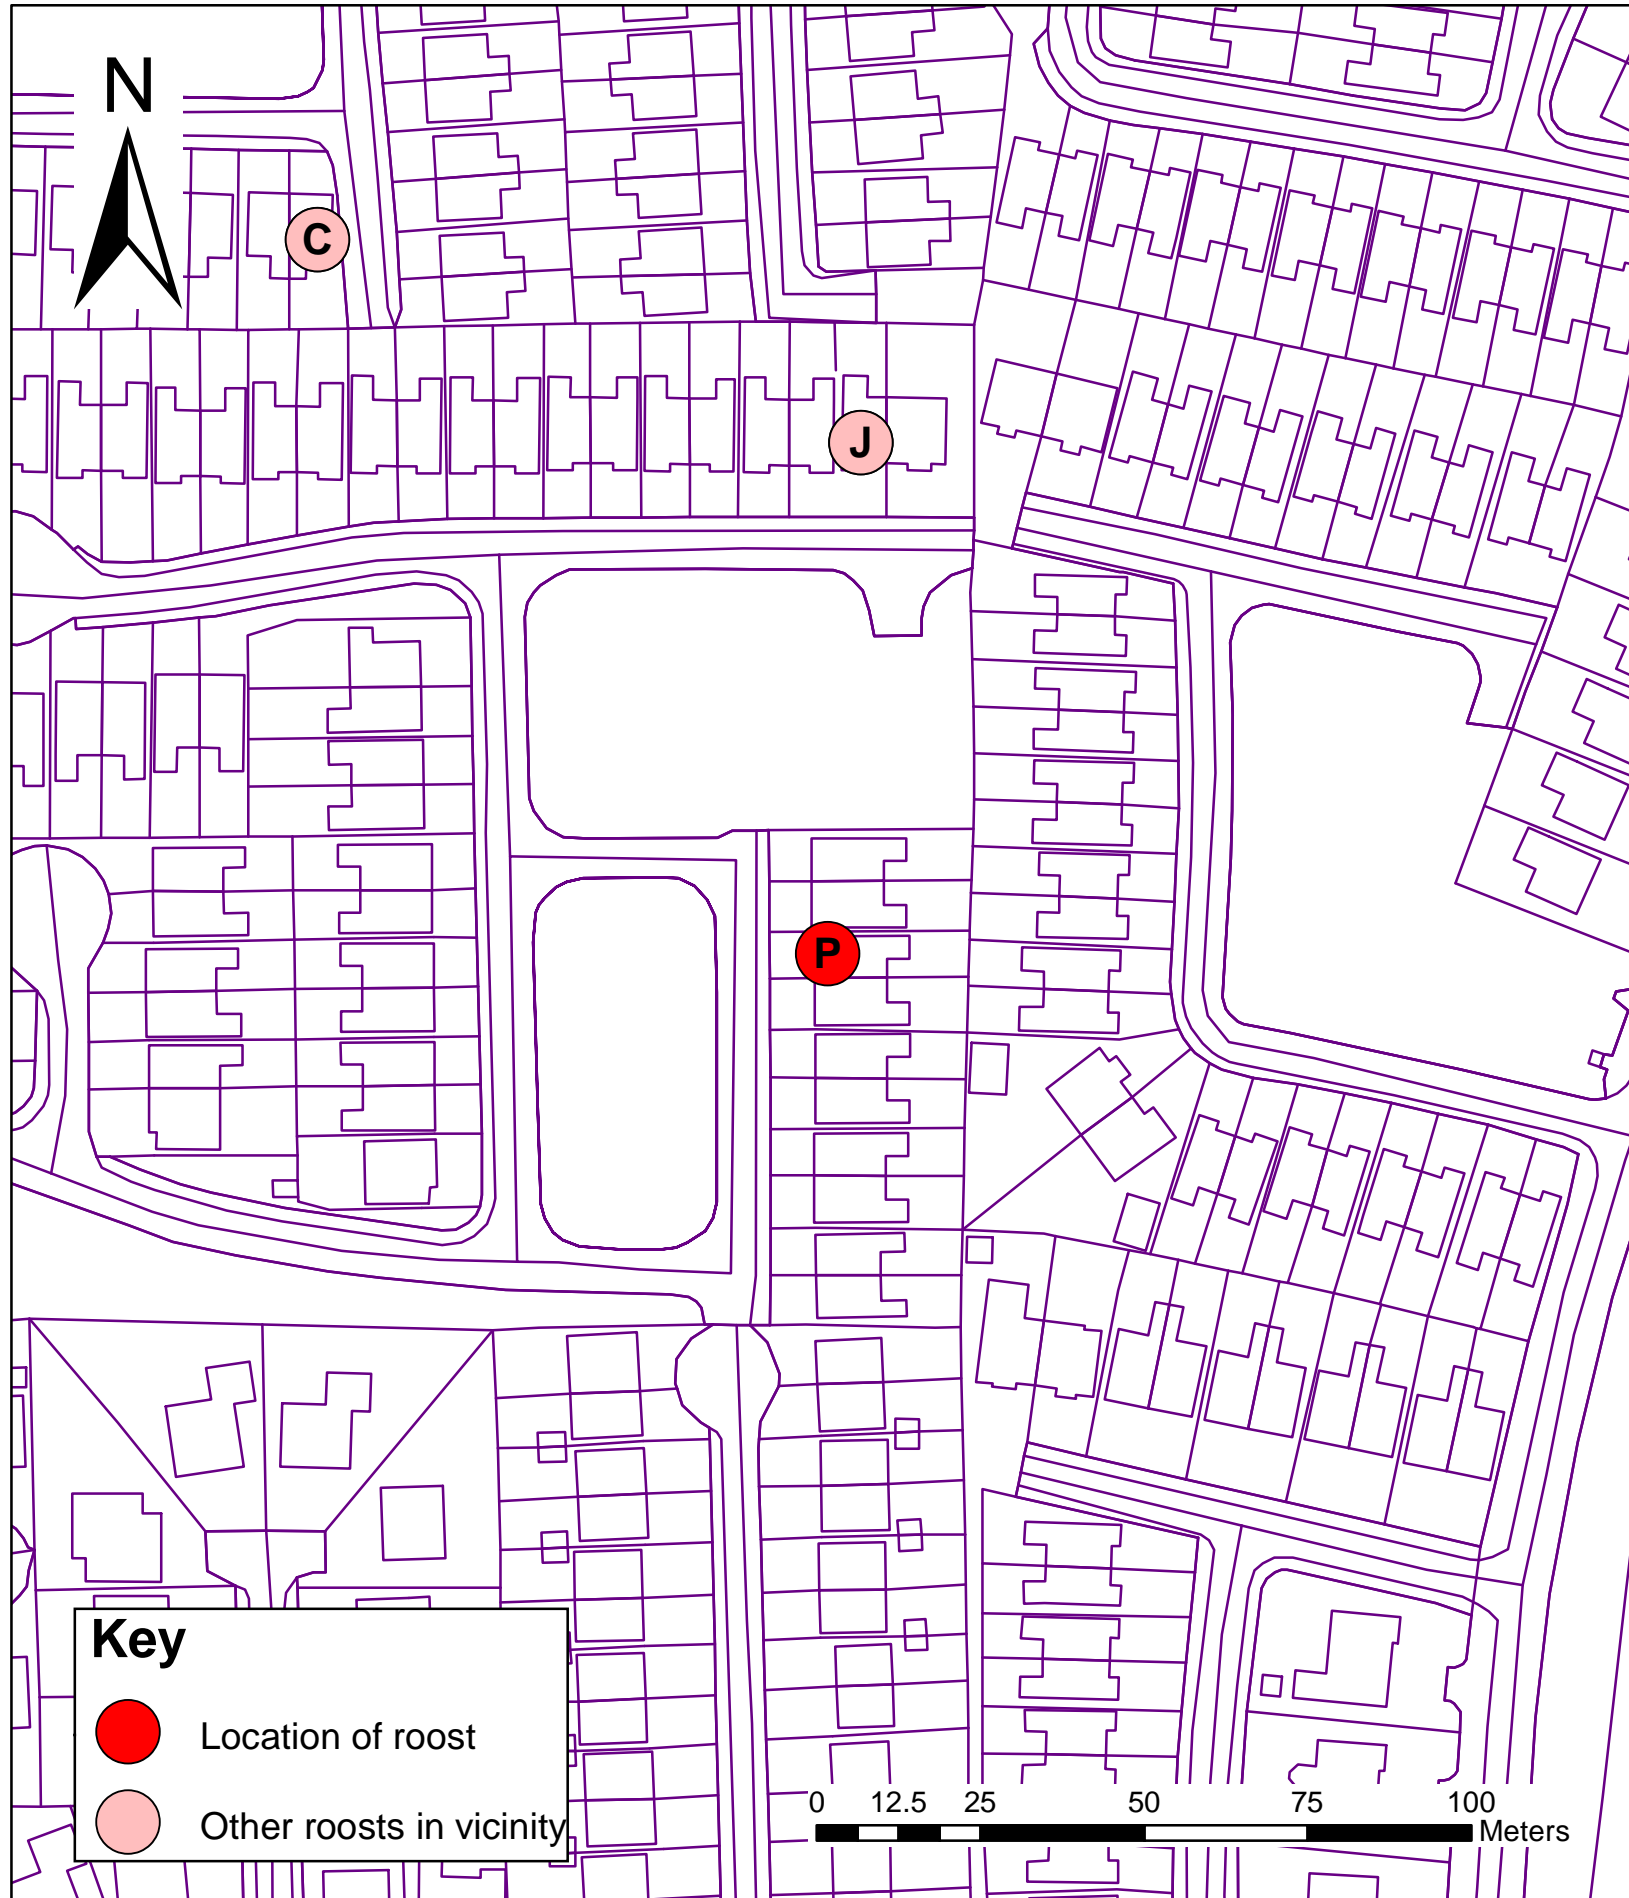 N
C
J
P
Key
Location of roost
Other roosts in vicinity
0 12.5 25 50 75 100
Meters